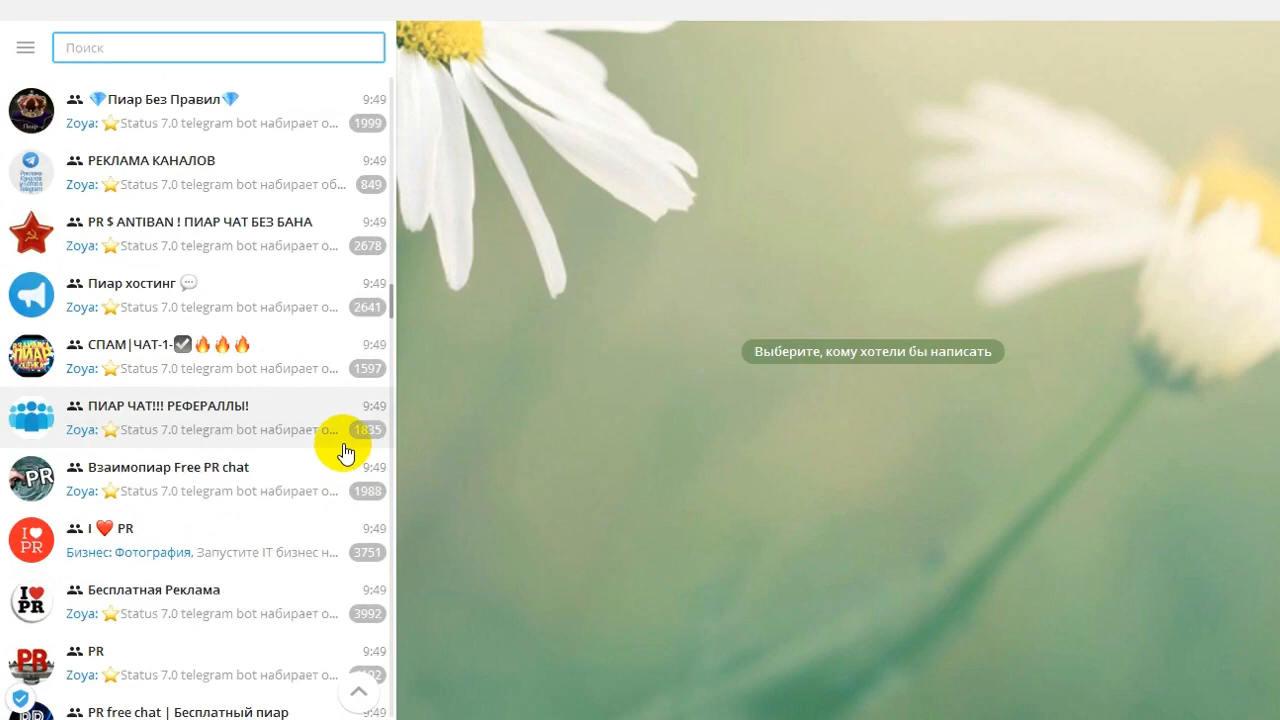 Поиск
💎Пиар Без Правил💎 9:49
Zoya: ⭐Status 7.0 telegram bot набирает о... 1999
РЕКЛАМА КАНАЛОВ 9:49
Zoya: ⭐Status 7.0 telegram bot набирает об... 849
PR $ ANTIBAN ! ПИАР ЧАТ БЕЗ БАНА 9:49
Zoya: ⭐Status 7.0 telegram bot набирает о... 2678
Пиар хостинг 💬 9:49
Zoya: ⭐Status 7.0 telegram bot набирает о... 2641
СПАМ|ЧАТ-1-☑🔥🔥🔥 9:49
Zoya: ⭐Status 7.0 telegram bot набирает о... 1597
ПИАР ЧАТ!!! РЕФЕРАЛЛЫ! 9:49
Zoya: ⭐Status 7.0 telegram bot набирает о... 1835
Взаимопиар Free PR chat 9:49
PR
Zoya: ⭐Status 7.0 telegram bot набирает о... 1988
I ❤️ PR 9:49
I ❤ PR
Бизнес: Фотография, Запустите IT бизнес н... 3751
Бесплатная Реклама 9:49
I ❤ PR
Zoya: ⭐Status 7.0 telegram bot набирает о... 3992
PR 9:49
PR
Zoya: ⭐Status 7.0 telegram bot набирает о...
PR free chat | Бесплатный пиар 9:49
Выберите, кому хотели бы написать